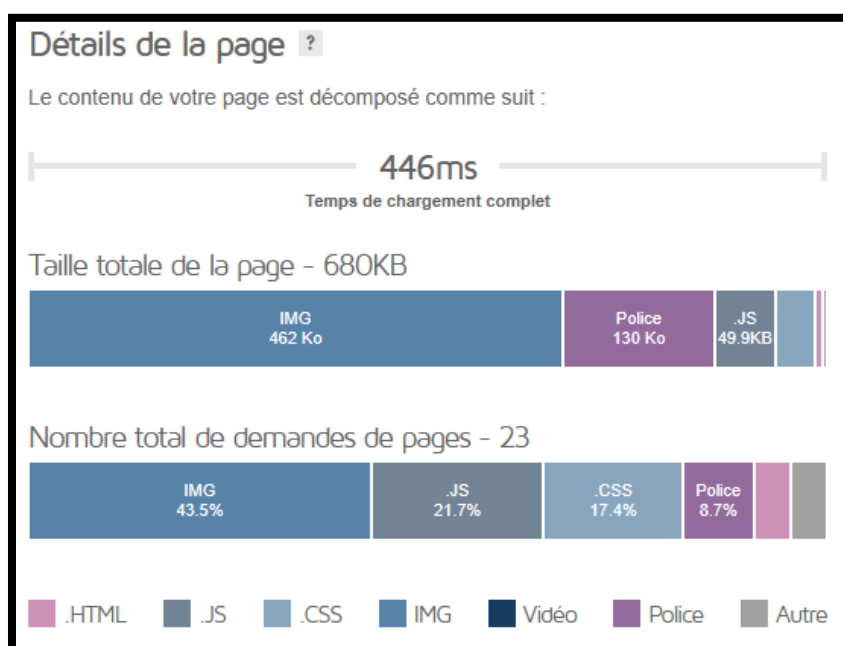 Détails de la page ?
Le contenu de votre page est décomposé comme suit :
446ms
Temps de chargement complet
Taille totale de la page - 680KB
IMG
462 Ko
Police
130 Ko
.JS
49.9KB
Nombre total de demandes de pages - 23
IMG
43.5%
.JS
21.7%
.CSS
17.4%
Police
8.7%
.HTML .JS .CSS IMG Vidéo Police Autre